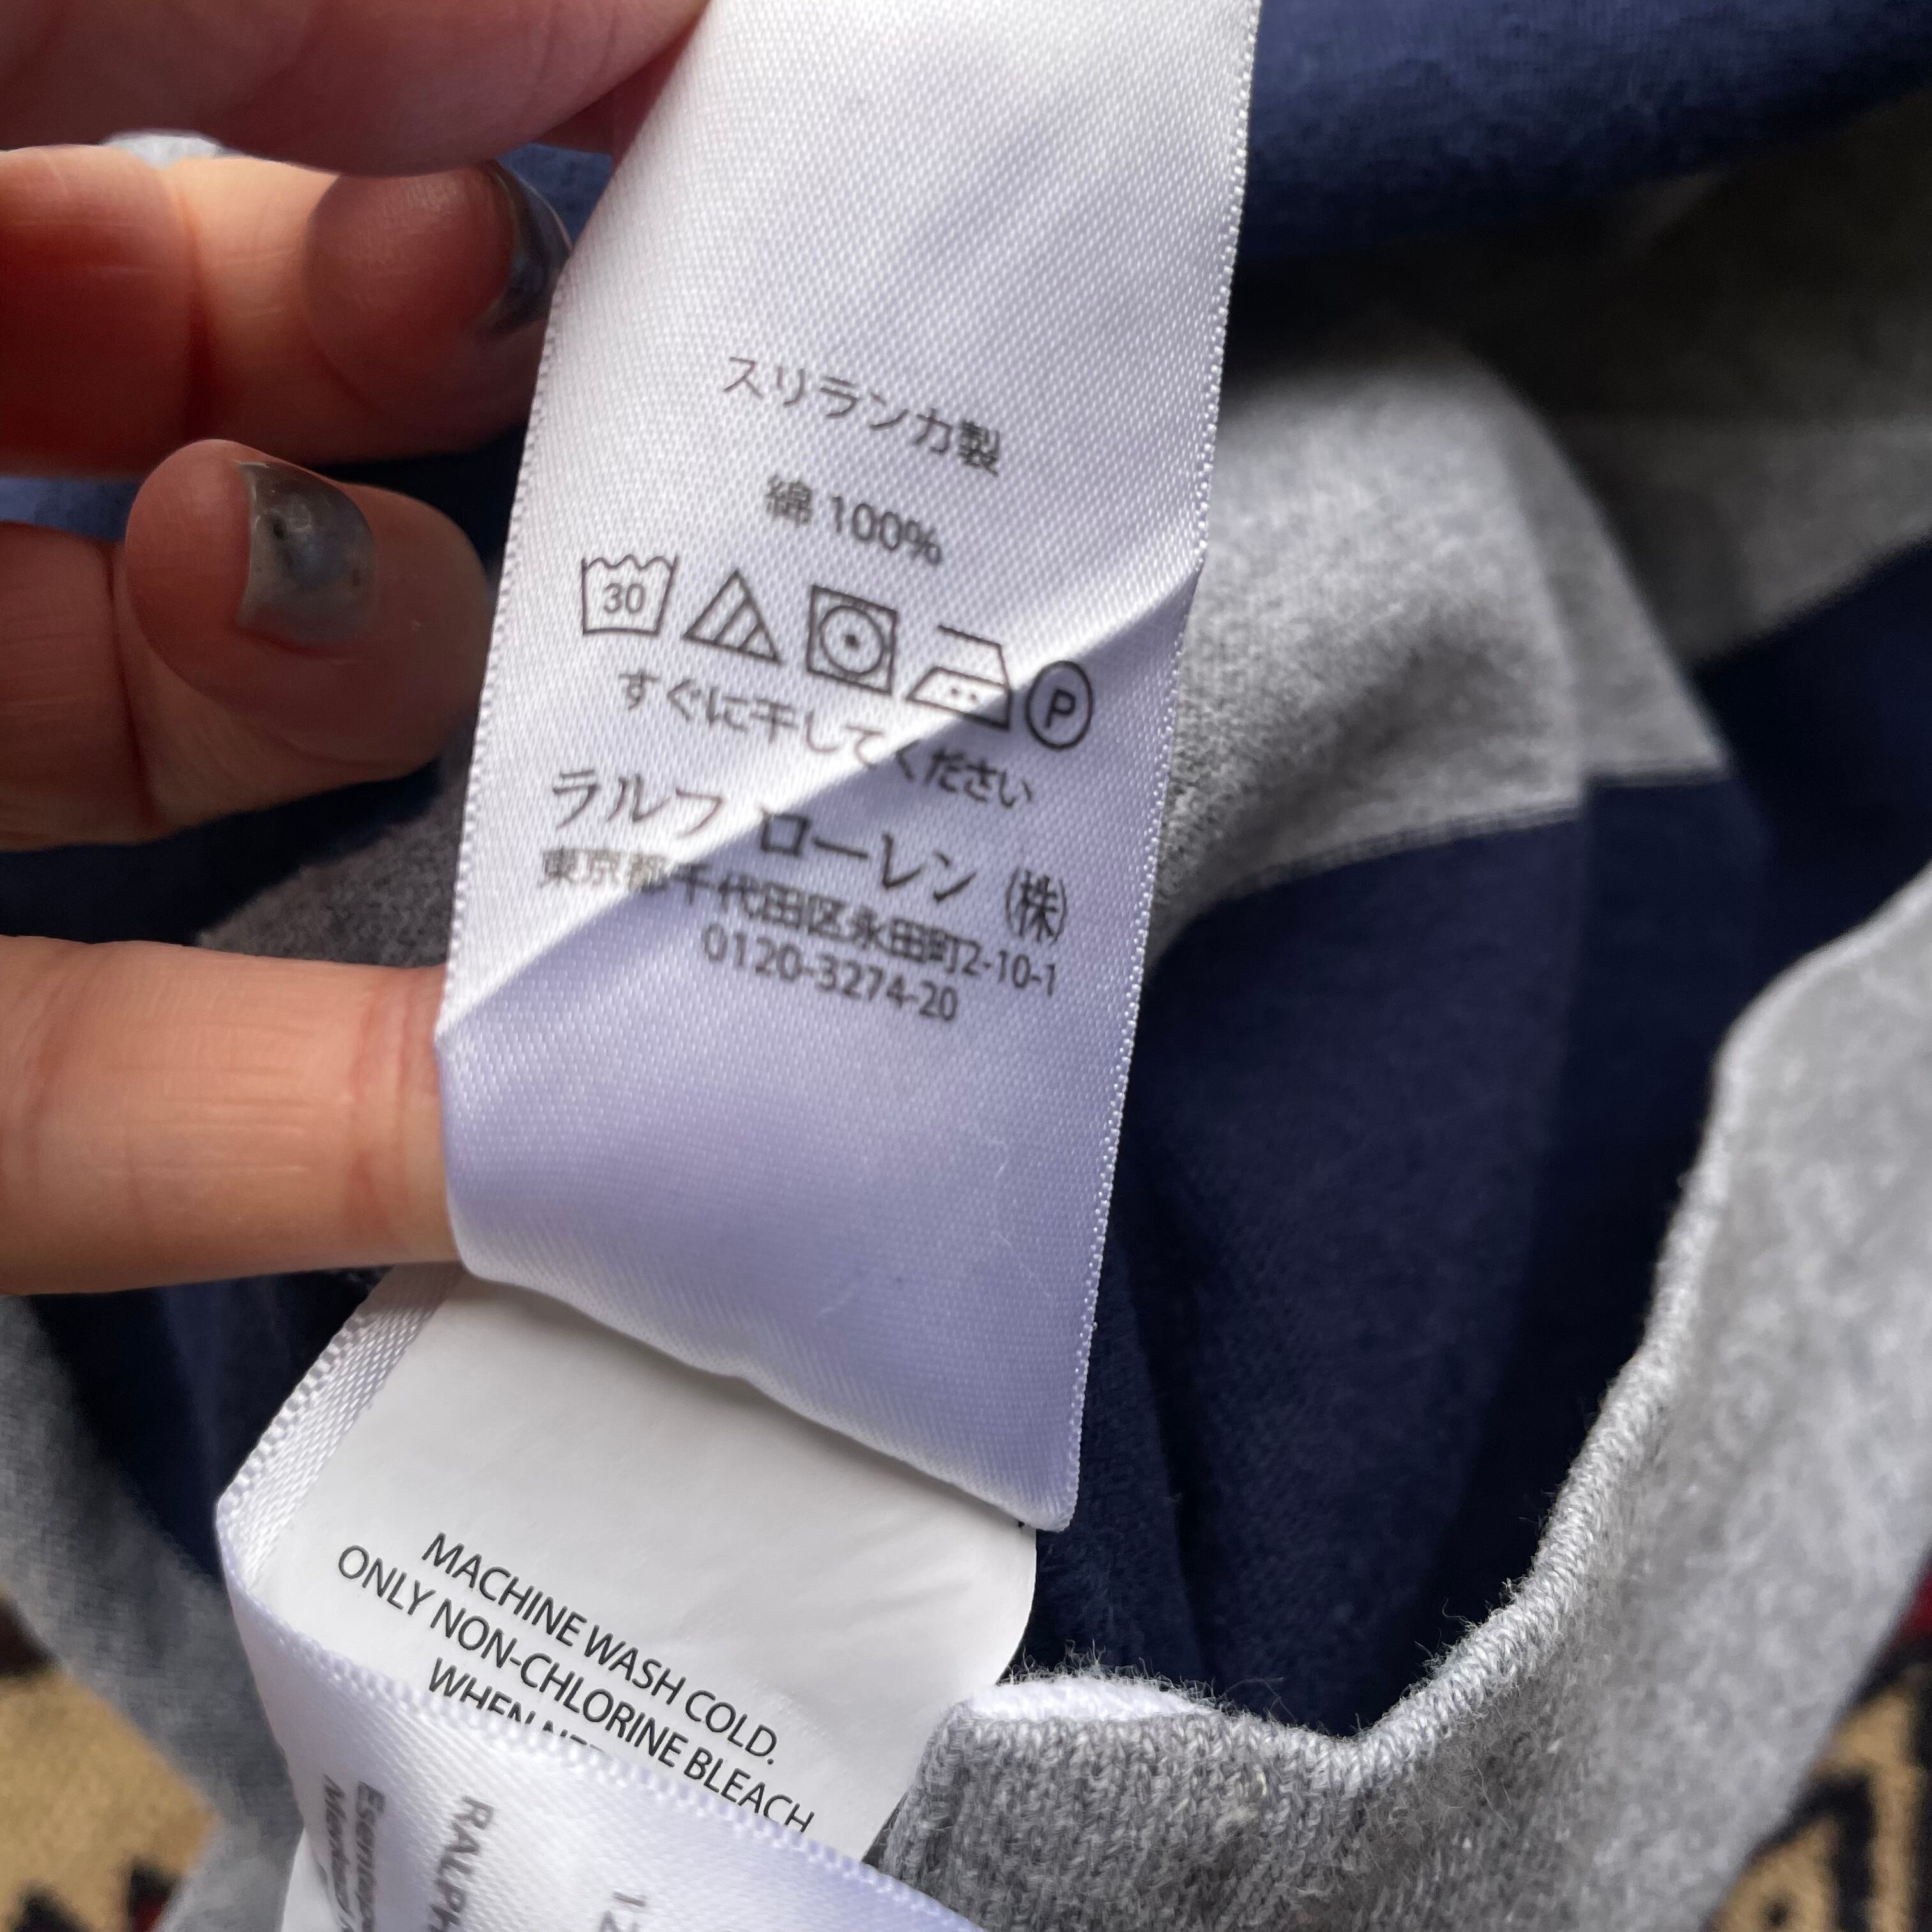 スリランカ製
綿 100%
30
P
すぐに干してください
ラルフ ローレン (株)
東京都千代田区永田町2-10-1
0120-3274-20
MACHINE WASH COLD.
ONLY NON-CHLORINE BLEACH
WHEN
RALPH